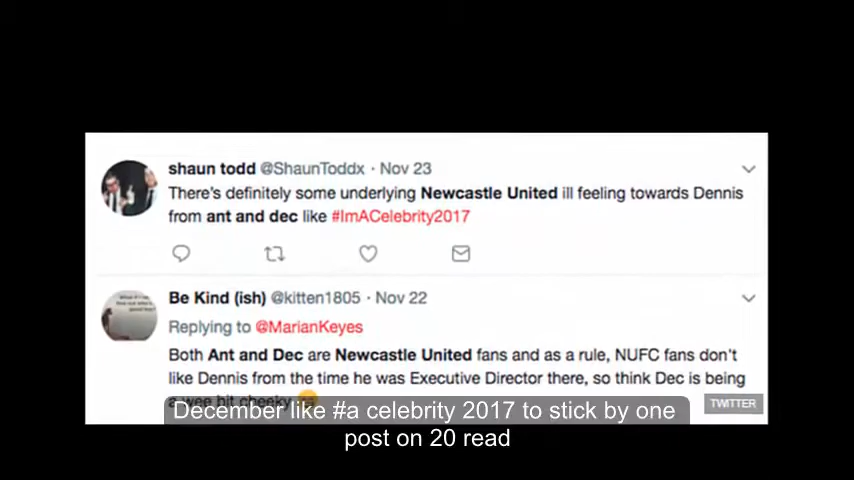 shaun todd @ShaunToddx · Nov 23
There's definitely some underlying Newcastle United ill feeling towards Dennis
from ant and dec like #ImACelebrity2017
Be Kind (ish) @kitten1805 · Nov 22
Replying to @MarianKeyes
Both Ant and Dec are Newcastle United fans and as a rule, NUFC fans don't
like Dennis from the time he was Executive Director there, so think Dec is being
a wee bit cheeky
TWITTER
December like #a celebrity 2017 to stick by one
post on 20 read